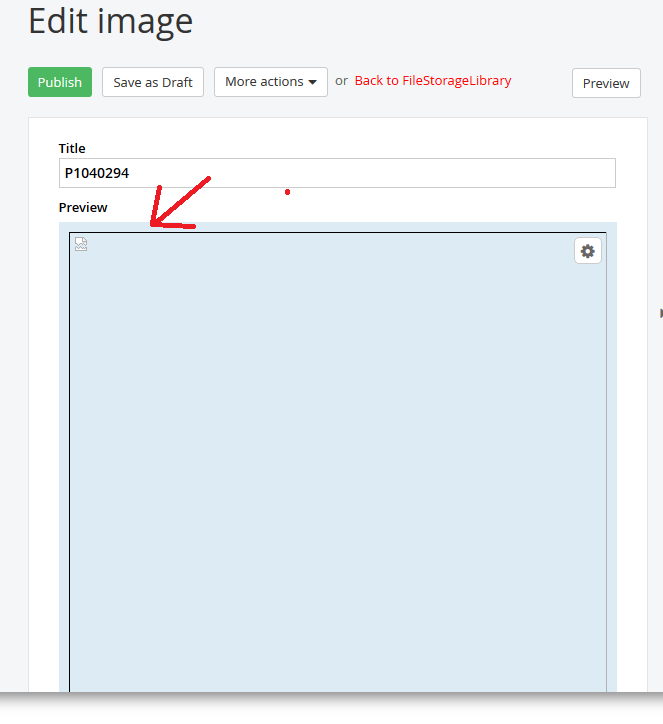 Edit image
Publish Save as Draft More actions or Back to FileStorageLibrary Preview
Title
P1040294
Preview